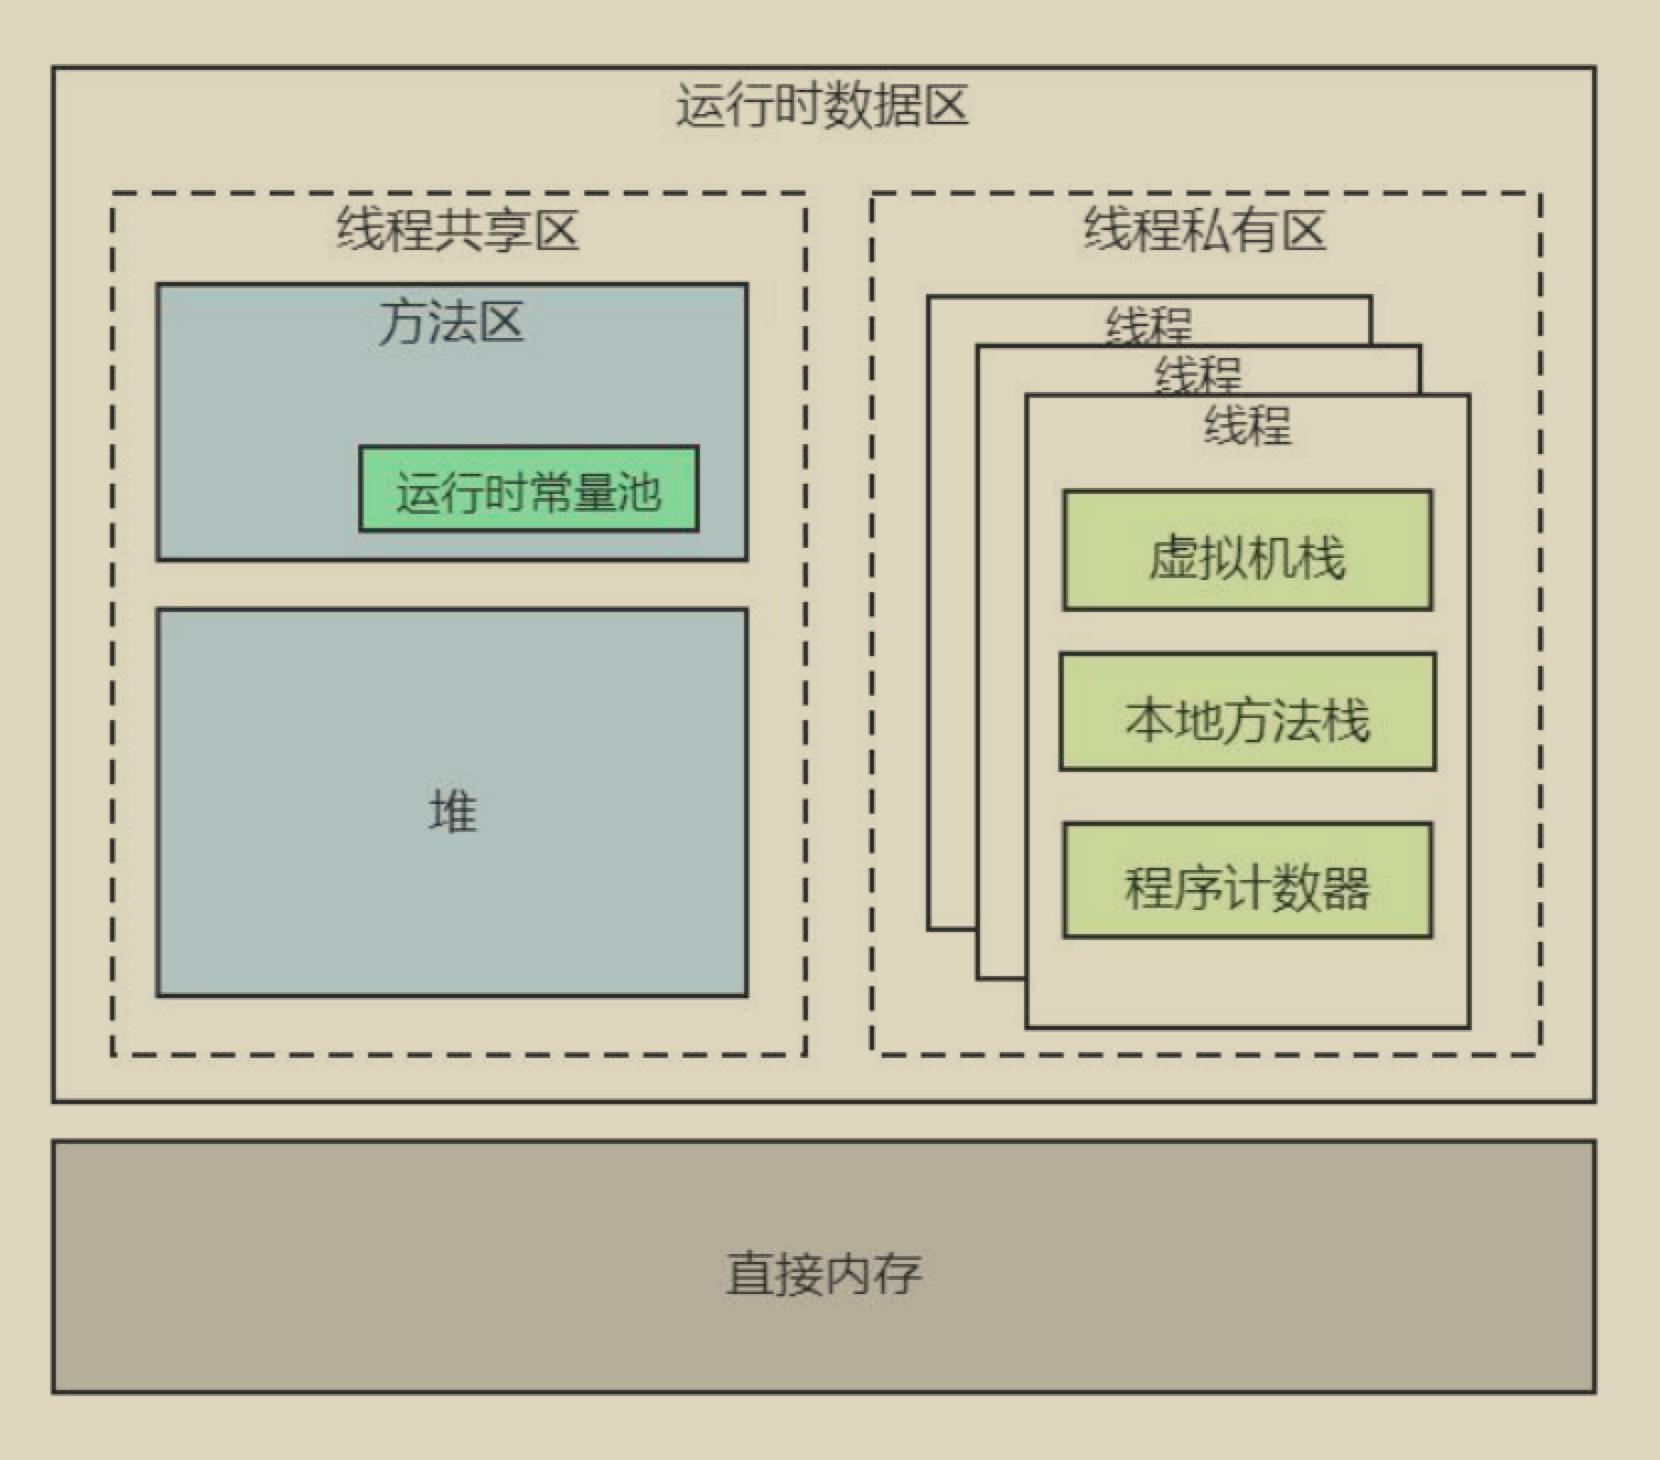 运行时数据区
线程共享区
方法区
运行时常量池
堆
线程私有区
线程
线程
线程
虚拟机栈
本地方法栈
程序计数器
直接内存